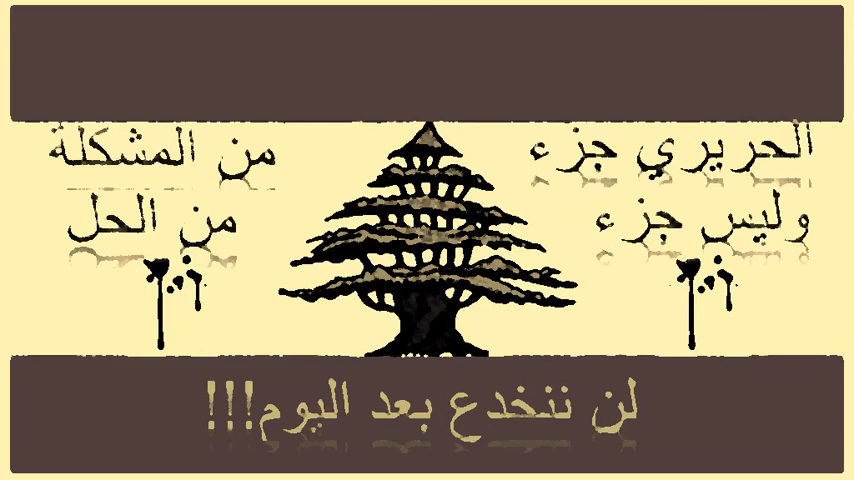 الحريري جزء من المشكلة
وليس جزء من الحل
لن ننخدع بعد اليوم!!!